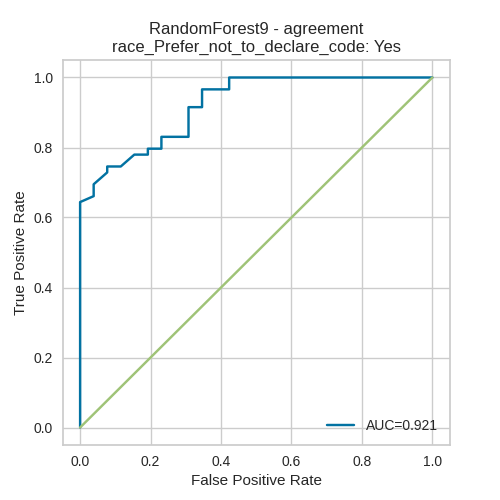 RandomForest9 - agreement
race_Prefer_not_to_declare_code: Yes
1.0
0.8
0.6
0.4
0.2
0.0
True Positive Rate
AUC=0.921
0.0 0.2 0.4 0.6 0.8 1.0
False Positive Rate